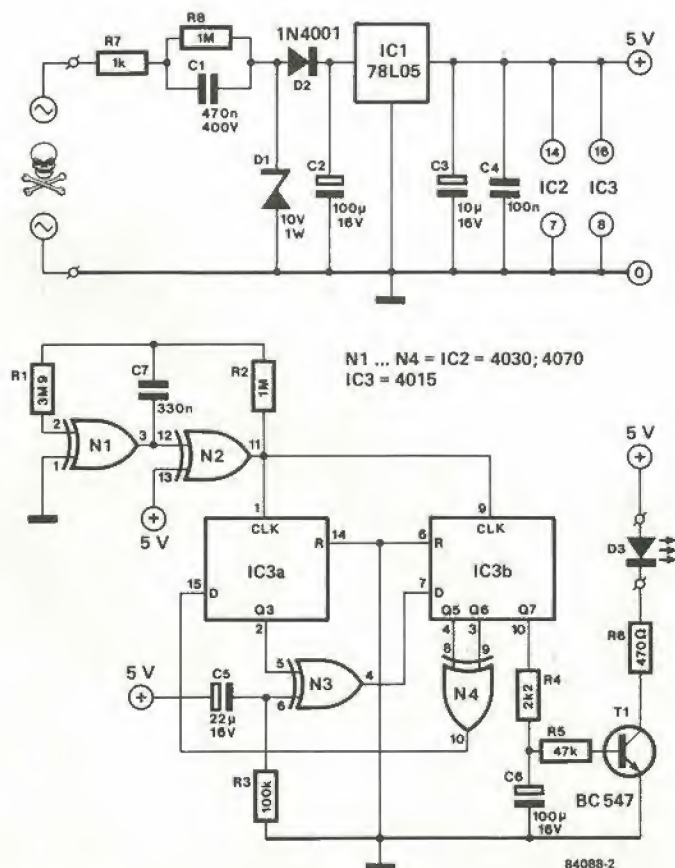 R8
1M
1N4001
R7
1k
C1
470n
400V
D2
IC1
78L05
5 V
+
D1
10V
1W
C2
100µ
16V
C3
10µ
16V
C4
100n
14
IC2
7
16
IC3
8
0
N1 ... N4 = IC2 = 4030; 4070
IC3 = 4015
R1
3M9
C7
330n
R2
1M
2
1
N1
3
12
13
N2
11
5 V
+
5 V
+
1
CLK
15
D
IC3a
R
14
Q3
2
9
CLK
6
R
7
D
IC3b
Q5
Q6
Q7
4
3
10
D3
R6
470Ω
5 V
+
C5
22µ
16V
5
6
N3
4
8
9
N4
10
R4
2k2
R5
47k
T1
BC547
R3
100k
C6
100µ
16V
84088-2